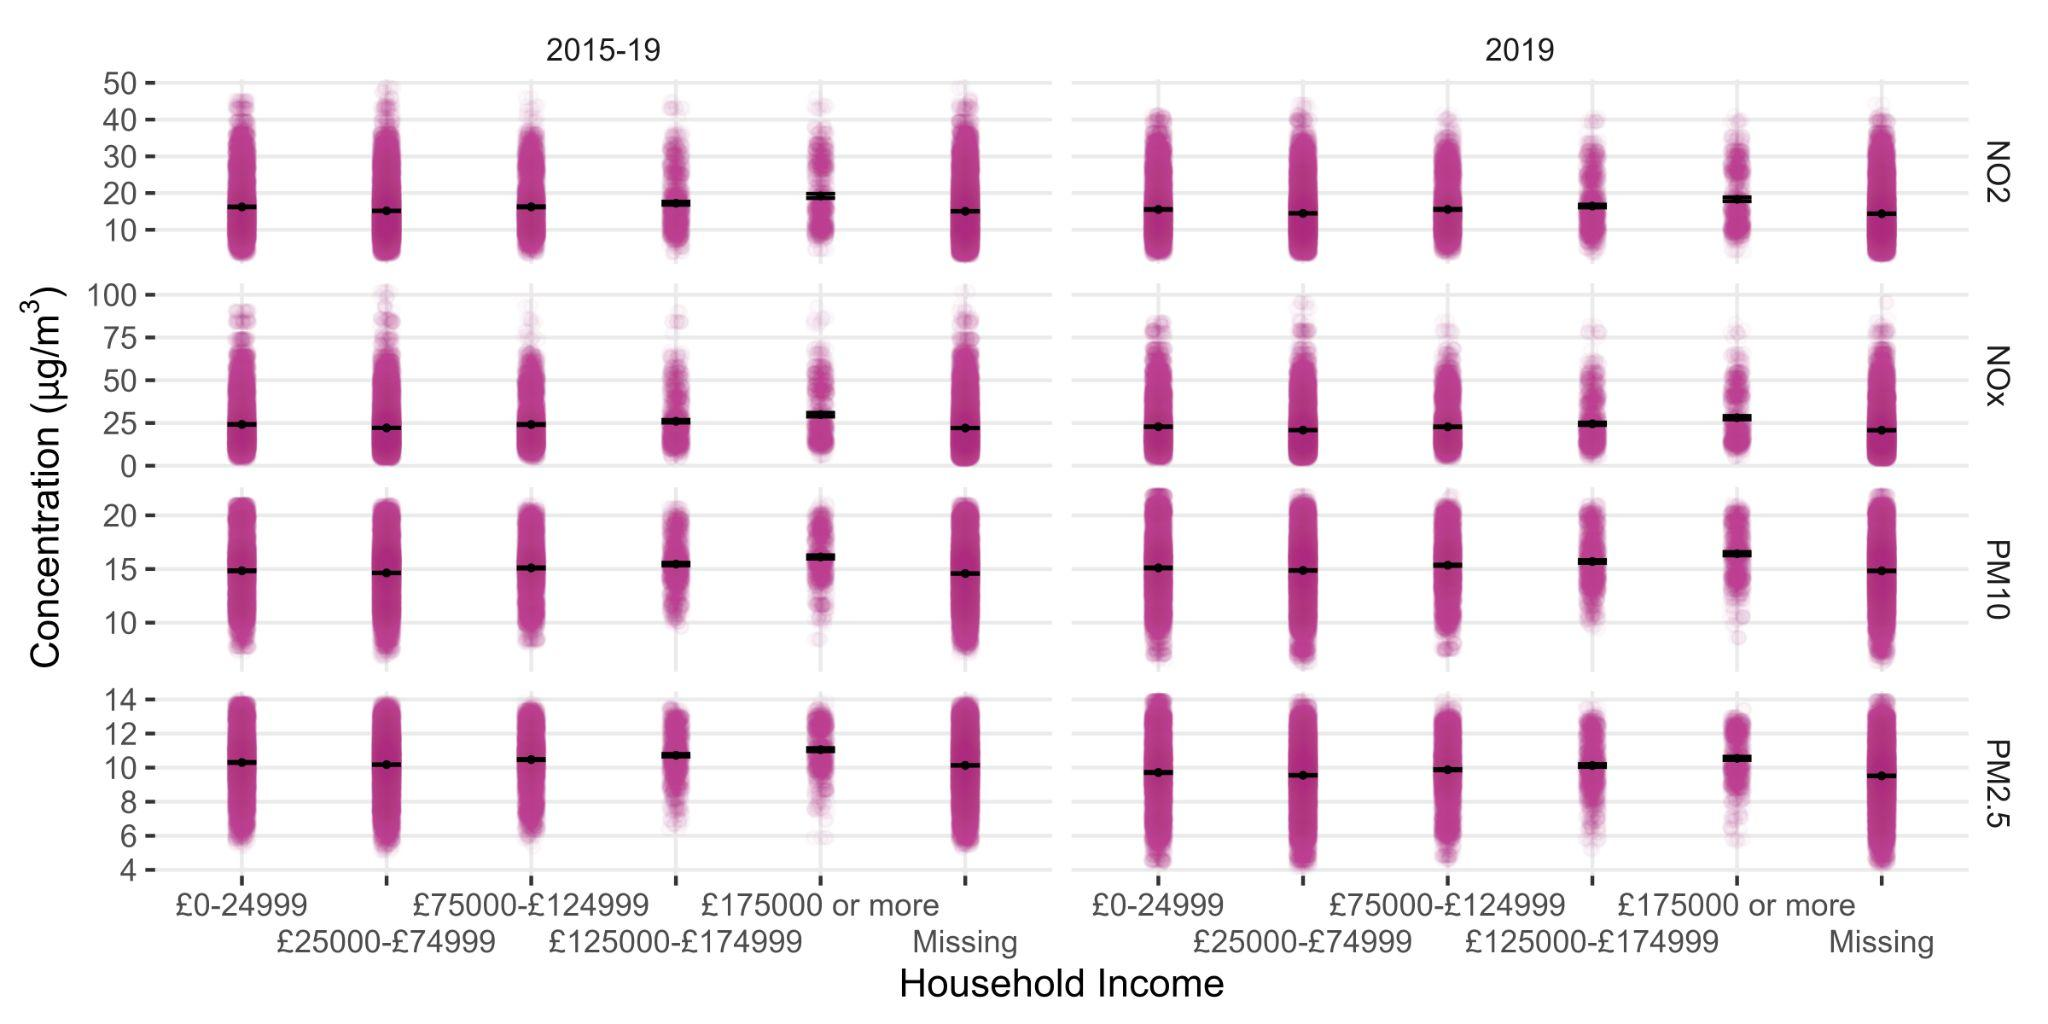 2015-19 2019
50
40
30
20
10
NO2
100
75
50
25
0
NOx
20
15
10
PM10
14
12
10
8
6
4
PM2.5
Concentration (µg/m³)
£0-24999 £75000-£124999 £175000 or more £0-24999 £75000-£124999 £175000 or more
£25000-£74999 £125000-£174999 Missing £25000-£74999 £125000-£174999 Missing
Household Income